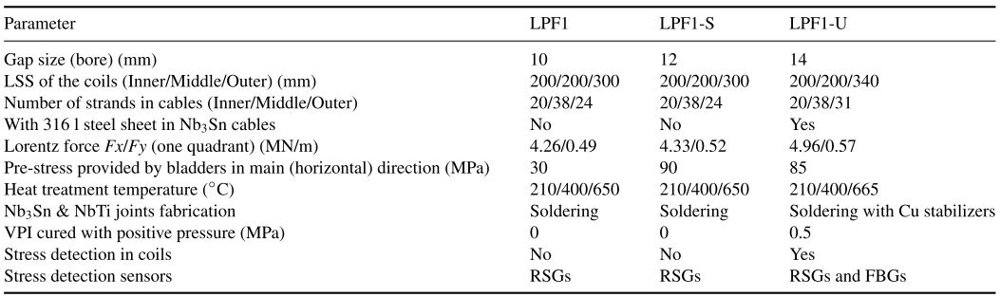 Parameter LPF1 LPF1-S LPF1-U
Gap size (bore) (mm) 10 12 14
LSS of the coils (Inner/Middle/Outer) (mm) 200/200/300 200/200/300 200/200/340
Number of strands in cables (Inner/Middle/Outer) 20/38/24 20/38/24 20/38/31
With 316 l steel sheet in Nb₃Sn cables No No Yes
Lorentz force Fx/Fy (one quadrant) (MN/m) 4.26/0.49 4.33/0.52 4.96/0.57
Pre-stress provided by bladders in main (horizontal) direction (MPa) 30 90 85
Heat treatment temperature (°C) 210/400/650 210/400/650 210/400/665
Nb₃Sn & NbTi joints fabrication Soldering Soldering Soldering with Cu stabilizers
VPI cured with positive pressure (MPa) 0 0 0.5
Stress detection in coils No No Yes
Stress detection sensors RSGs RSGs RSGs and FBGs